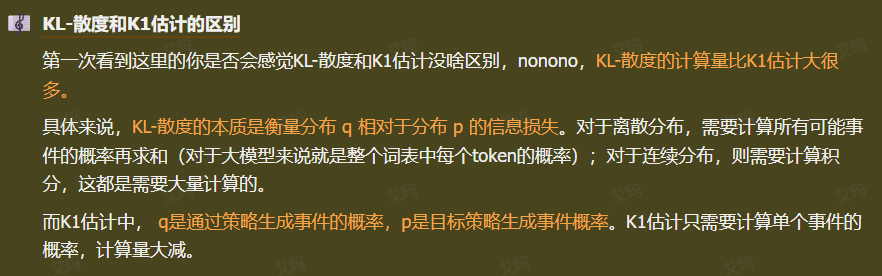 KL-散度和K1估计的区别
第一次看到这里的你是否会感觉KL-散度和K1估计没啥区别，nonono，KL-散度的计算量比K1估计大很
多。
具体来说，KL-散度的本质是衡量分布 q 相对于分布 p 的信息损失。对于离散分布，需要计算所有可能事
件的概率再求和（对于大模型来说就是整个词表中每个token的概率）；对于连续分布，则需要计算积
分，这都是需要大量计算的。
而K1估计中， q是通过策略生成事件的概率，p是目标策略生成事件概率。K1估计只需要计算单个事件的
概率，计算量大减。